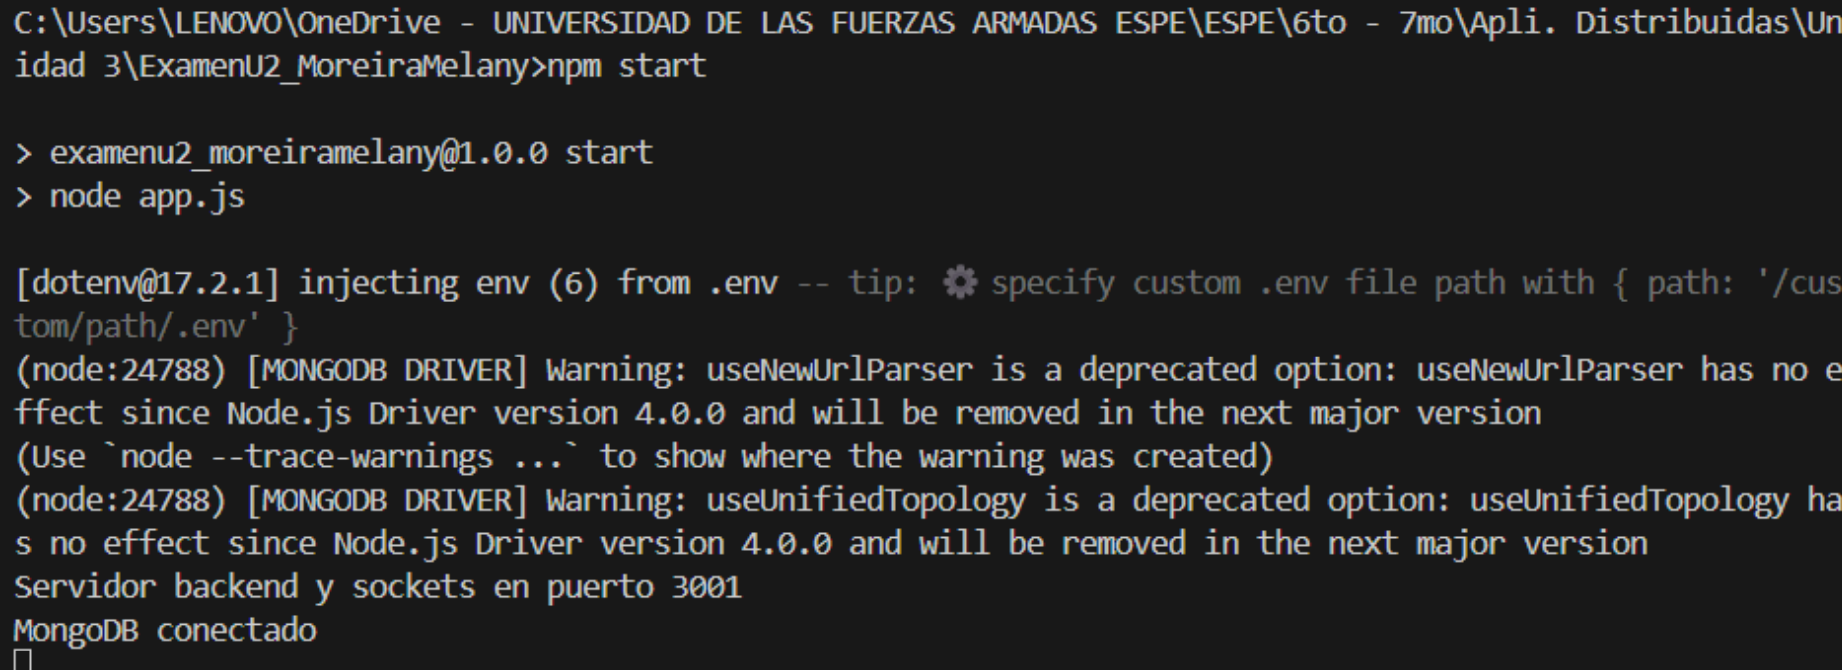 C:\Users\LENOVO\OneDrive - UNIVERSIDAD DE LAS FUERZAS ARMADAS ESPE\ESPE\6to - 7mo\Apli. Distribuidas\Un
idad 3\ExamenU2_MoreiraMelany>npm start
> examenu2_moreiramelany@1.0.0 start
> node app.js
[dotenv@17.2.1] injecting env (6) from .env -- tip: ⚙️ specify custom .env file path with { path: '/cus
tom/path/.env' }
(node:24788) [MONGODB DRIVER] Warning: useNewUrlParser is a deprecated option: useNewUrlParser has no e
ffect since Node.js Driver version 4.0.0 and will be removed in the next major version
(Use `node --trace-warnings ...` to show where the warning was created)
(node:24788) [MONGODB DRIVER] Warning: useUnifiedTopology is a deprecated option: useUnifiedTopology ha
s no effect since Node.js Driver version 4.0.0 and will be removed in the next major version
Servidor backend y sockets en puerto 3001
MongoDB conectado